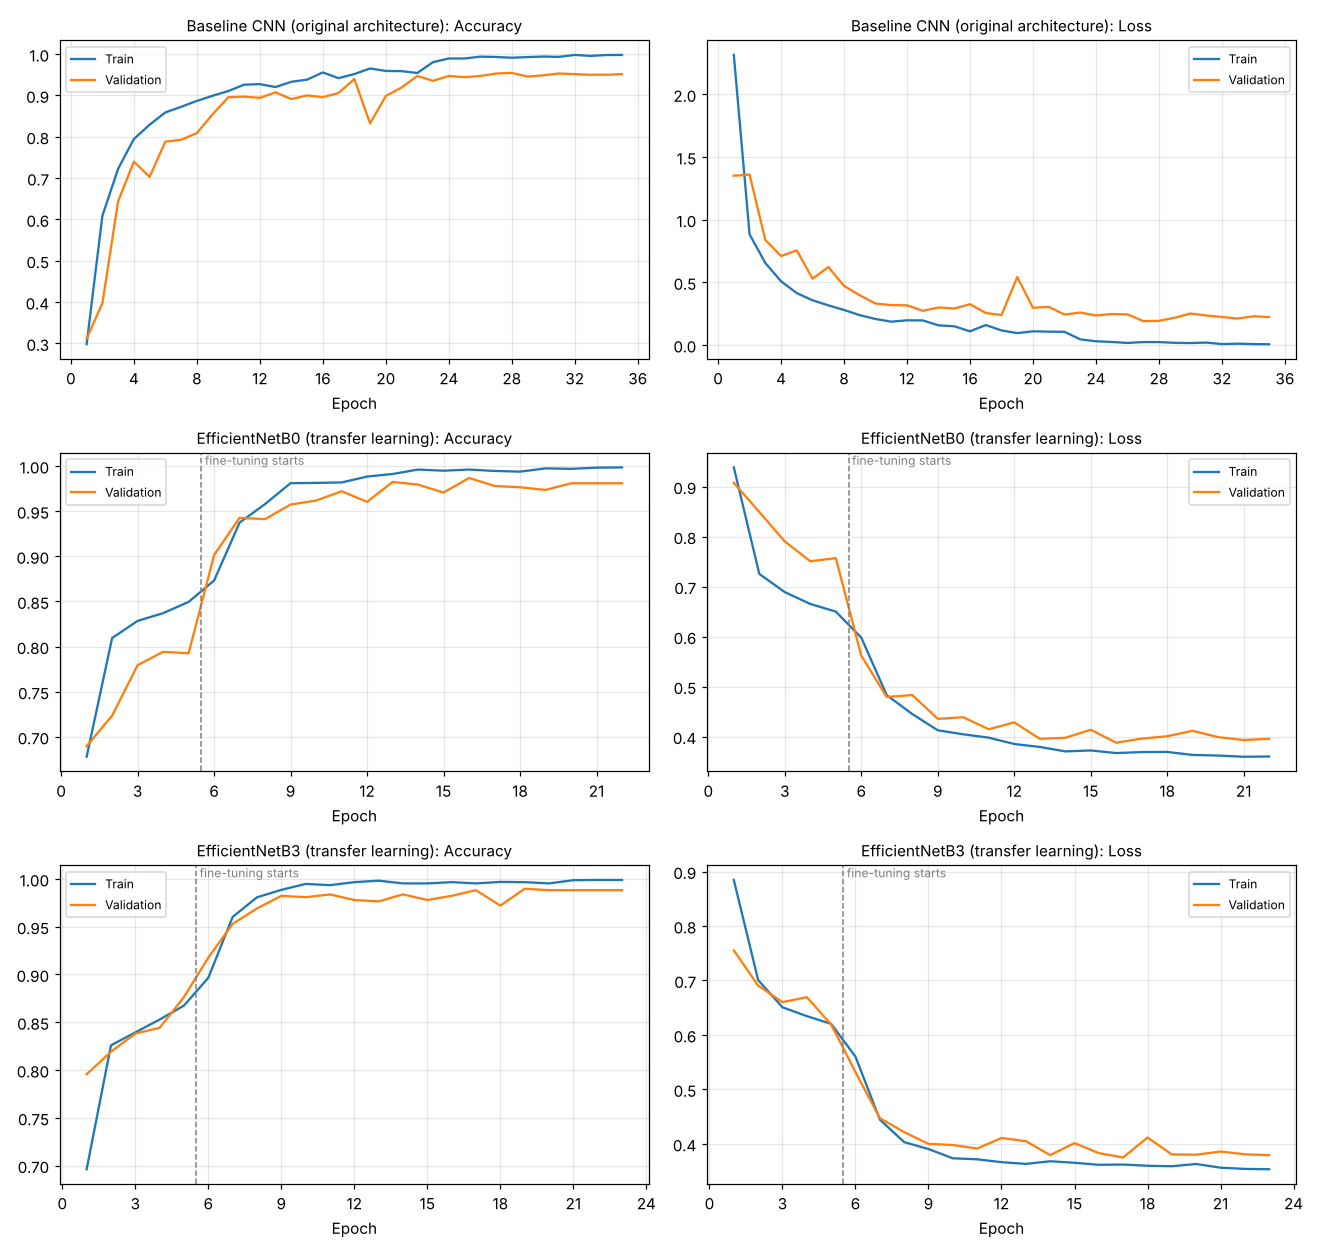 Baseline CNN (original architecture): Accuracy
Train
Validation
1.0
0.9
0.8
0.7
0.6
0.5
0.4
0.3
0 4 8 12 16 20 24 28 32 36
Epoch
Baseline CNN (original architecture): Loss
Train
Validation
2.0
1.5
1.0
0.5
0.0
0 4 8 12 16 20 24 28 32 36
Epoch
EfficientNetB0 (transfer learning): Accuracy
fine-tuning starts
Train
Validation
1.00
0.95
0.90
0.85
0.80
0.75
0.70
0 3 6 9 12 15 18 21
Epoch
EfficientNetB0 (transfer learning): Loss
fine-tuning starts
Train
Validation
0.9
0.8
0.7
0.6
0.5
0.4
0 3 6 9 12 15 18 21
Epoch
EfficientNetB3 (transfer learning): Accuracy
fine-tuning starts
Train
Validation
1.00
0.95
0.90
0.85
0.80
0.75
0.70
0 3 6 9 12 15 18 21 24
Epoch
EfficientNetB3 (transfer learning): Loss
fine-tuning starts
Train
Validation
0.9
0.8
0.7
0.6
0.5
0.4
0 3 6 9 12 15 18 21 24
Epoch